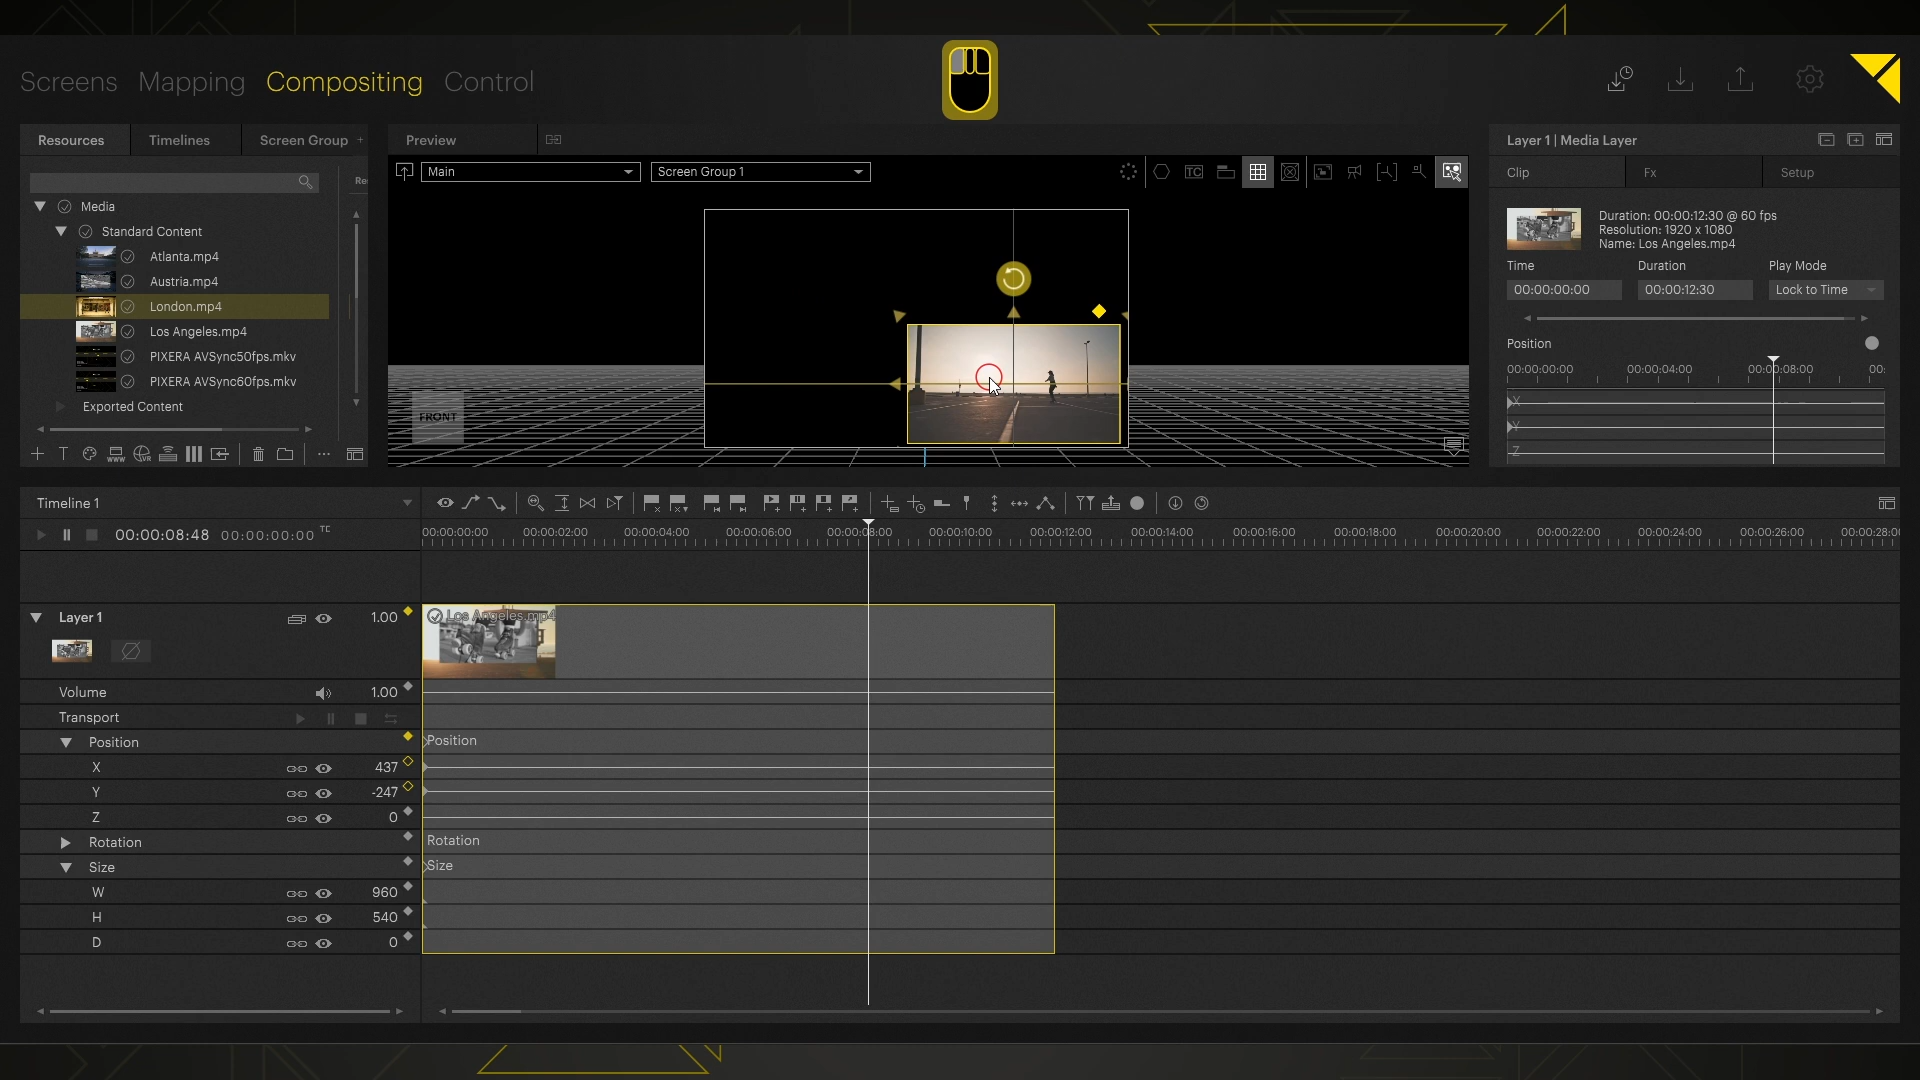 Screens Mapping Compositing Control
Resources Timelines Screen Group +
Preview
Layer 1 | Media Layer
Main
Screen Group 1
TC
Clip Fx Setup
Re
Media
Standard Content
Atlanta.mp4
Austria.mp4
London.mp4
Los Angeles.mp4
PIXERA AVSync50fps.mkv
PIXERA AVSync60fps.mkv
Exported Content
T
WWW
VR
FRONT
Duration: 00:00:12:30 @ 60 fps
Resolution: 1920 x 1080
Name: Los Angeles.mp4
Time Duration Play Mode
00:00:00:00 00:00:12:30 Lock to Time
Position
00:00:00:00 00:00:04:00 00:00:08:00 00:
X
Y
Z
Timeline 1
00:00:08:48 00:00:00:00 TC
00:00:00:00 00:00:02:00 00:00:04:00 00:00:06:00 00:00:08:00 00:00:10:00 00:00:12:00 00:00:14:00 00:00:16:00 00:00:18:00 00:00:20:00 00:00:22:00 00:00:24:00 00:00:26:00 00:00:28:00
Layer 1 1.00 Los Angeles.mp4
Volume 1.00
Transport
Position Position
X 437
Y -247
Z 0
Rotation Rotation
Size Size
W 960
H 540
D 0